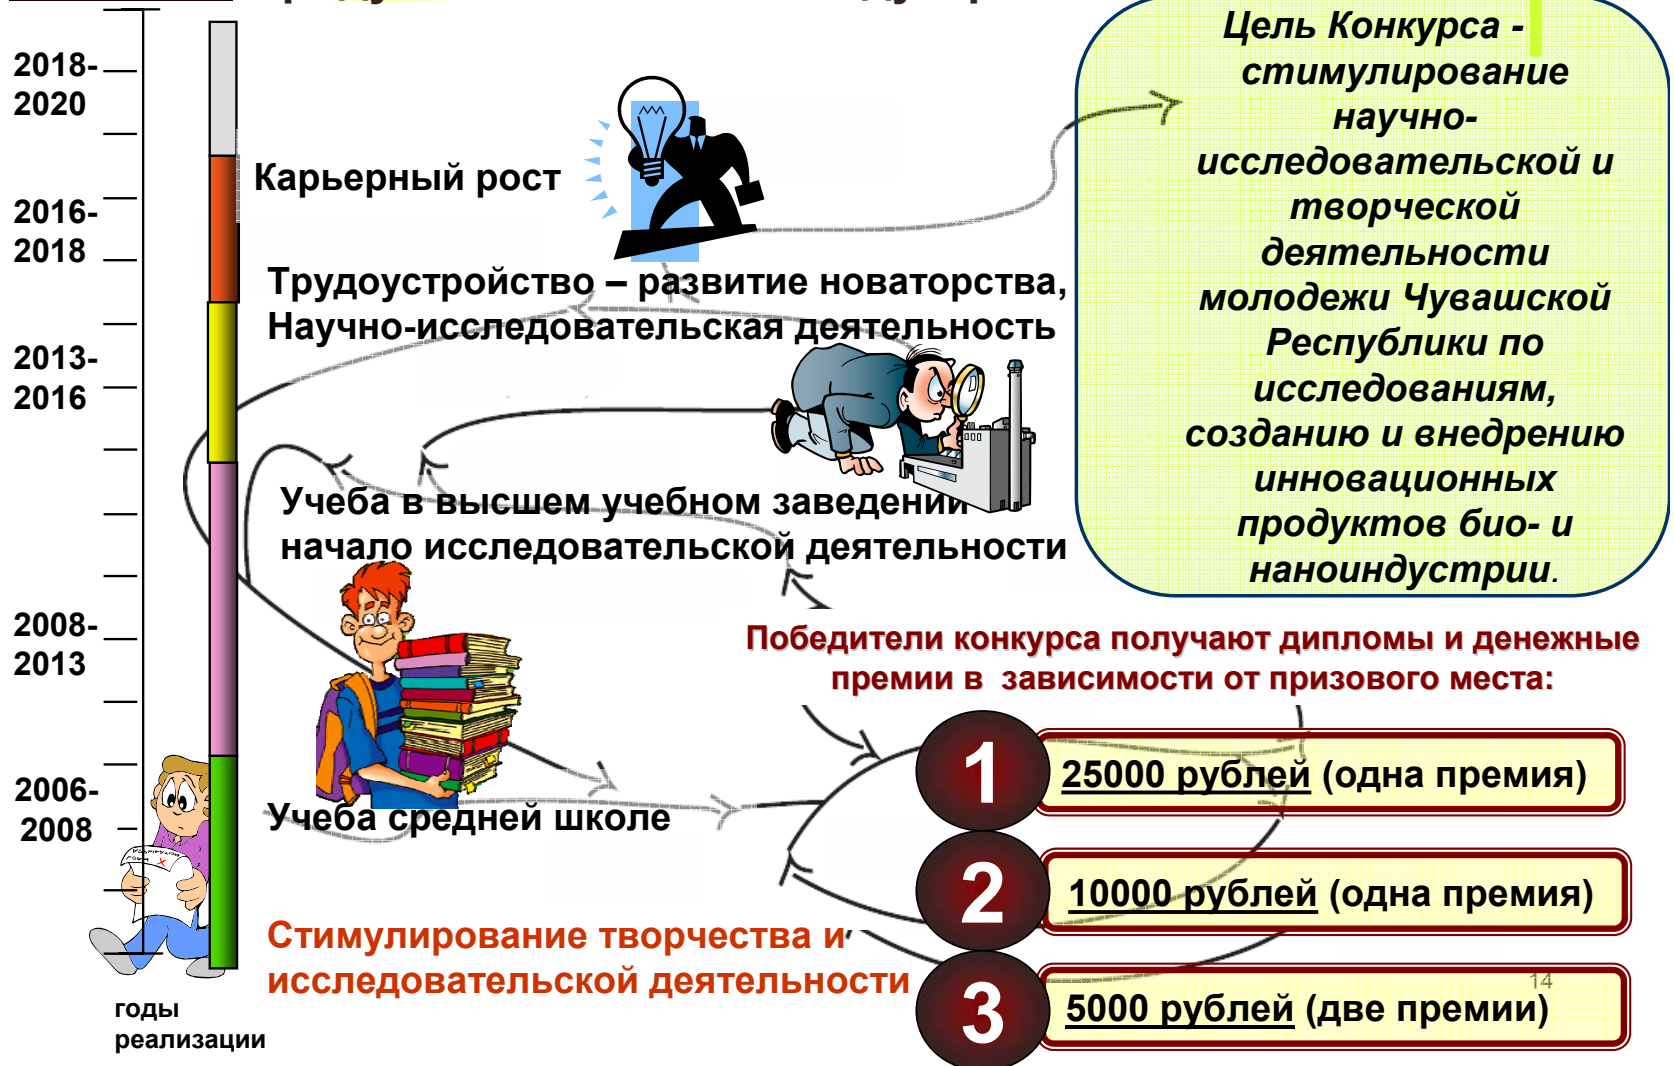 2018-
2020
2016-
2018
2013-
2016
2008-
2013
2006-
2008
годы
реализации
Карьерный рост
Трудоустройство – развитие новаторства,
Научно-исследовательская деятельность
Учеба в высшем учебном заведении
начало исследовательской деятельности
Учеба средней школе
Стимулирование творчества и
исследовательской деятельности
Цель Конкурса -
стимулирование
научно-
исследовательской и
творческой
деятельности
молодежи Чувашской
Республики по
исследованиям,
созданию и внедрению
инновационных
продуктов био- и
наноиндустрии.
Победители конкурса получают дипломы и денежные
премии в зависимости от призового места:
1
25000 рублей (одна премия)
2
10000 рублей (одна премия)
3
5000 рублей (две премии)
14